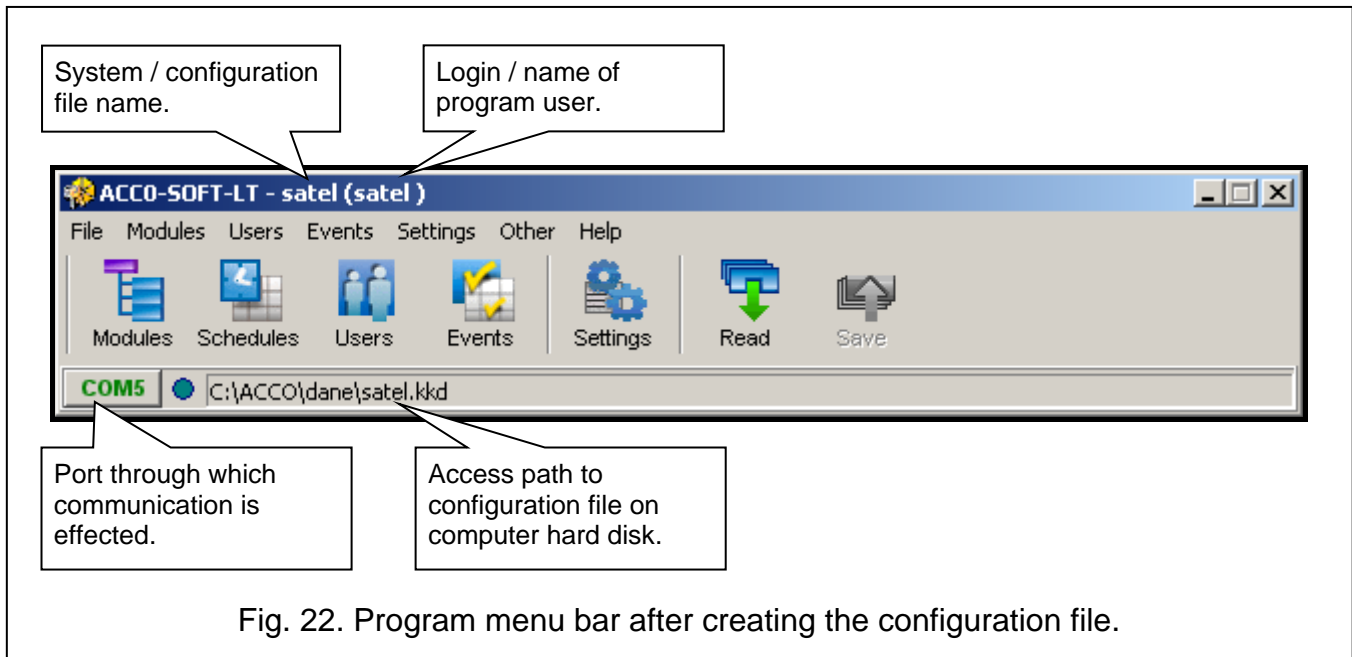 System / configuration
file name.
Login / name of
program user.
ACCO-SOFT-LT - satel (satel )
File Modules Users Events Settings Other Help
Modules Schedules Users Events Settings Read Save
COM5 C:\ACCO\dane\satel.kkd
Port through which
communication is
effected.
Access path to
configuration file on
computer hard disk.
Fig. 22. Program menu bar after creating the configuration file.